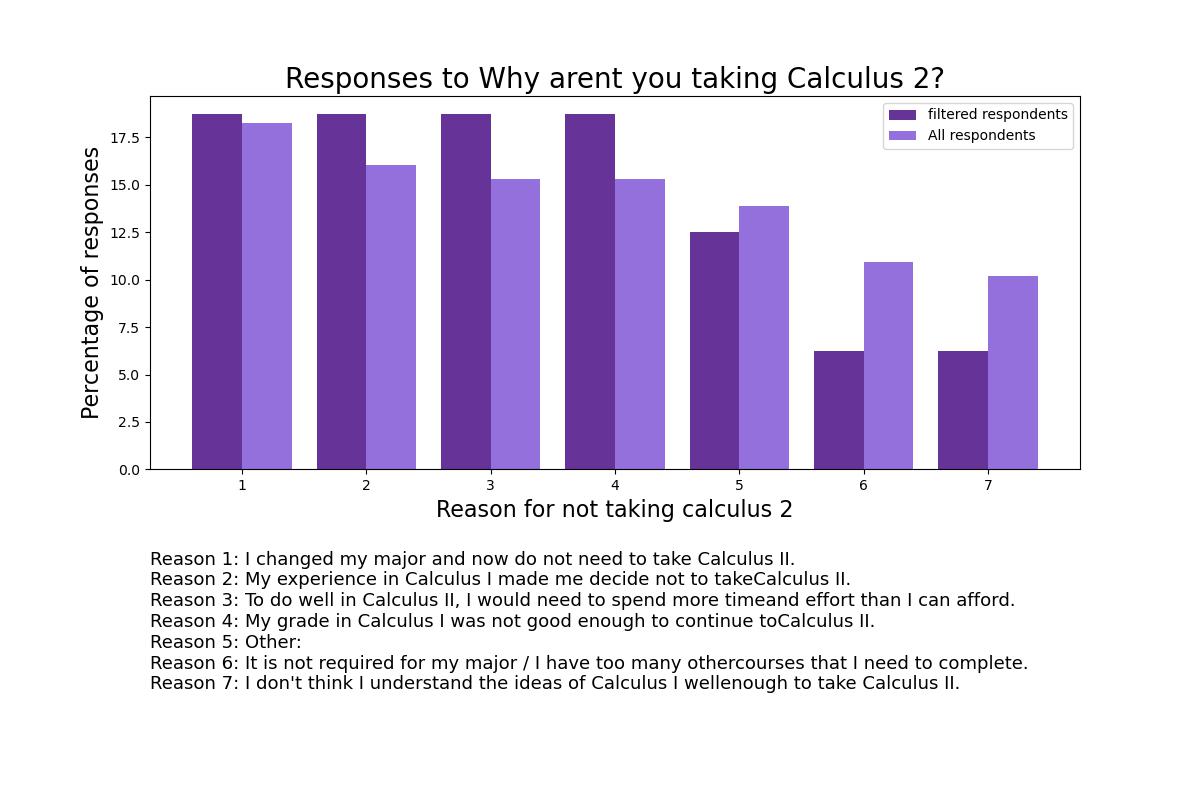 Responses to Why arent you taking Calculus 2?
filtered respondents
All respondents
Percentage of responses
17.5
15.0
12.5
10.0
7.5
5.0
2.5
0.0
1 2 3 4 5 6 7
Reason for not taking calculus 2
Reason 1: I changed my major and now do not need to take Calculus II.
Reason 2: My experience in Calculus I made me decide not to takeCalculus II.
Reason 3: To do well in Calculus II, I would need to spend more timeand effort than I can afford.
Reason 4: My grade in Calculus I was not good enough to continue toCalculus II.
Reason 5: Other:
Reason 6: It is not required for my major / I have too many othercourses that I need to complete.
Reason 7: I don't think I understand the ideas of Calculus I wellenough to take Calculus II.